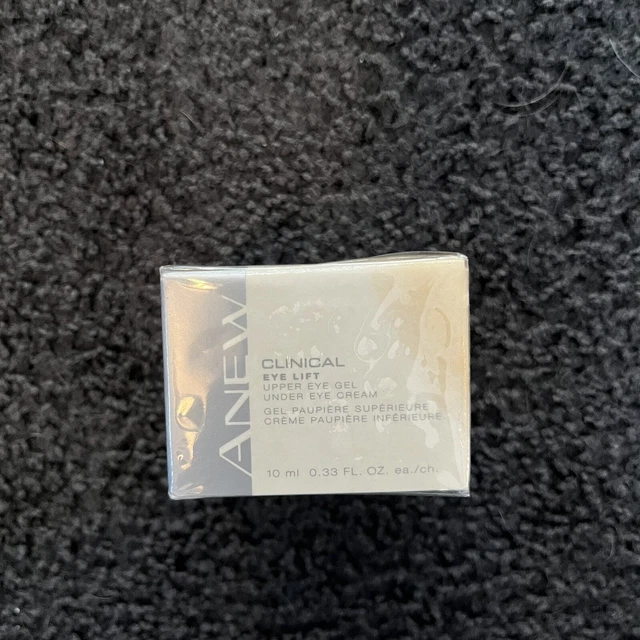 ANEW
CLINICAL
EYE LIFT
UPPER EYE GEL
UNDER EYE CREAM
GEL PAUPIÈRE SUPÉRIEURE
CRÈME PAUPIÈRE INFÉRIEURE
10 ml 0.33 FL. OZ. ea./ch.